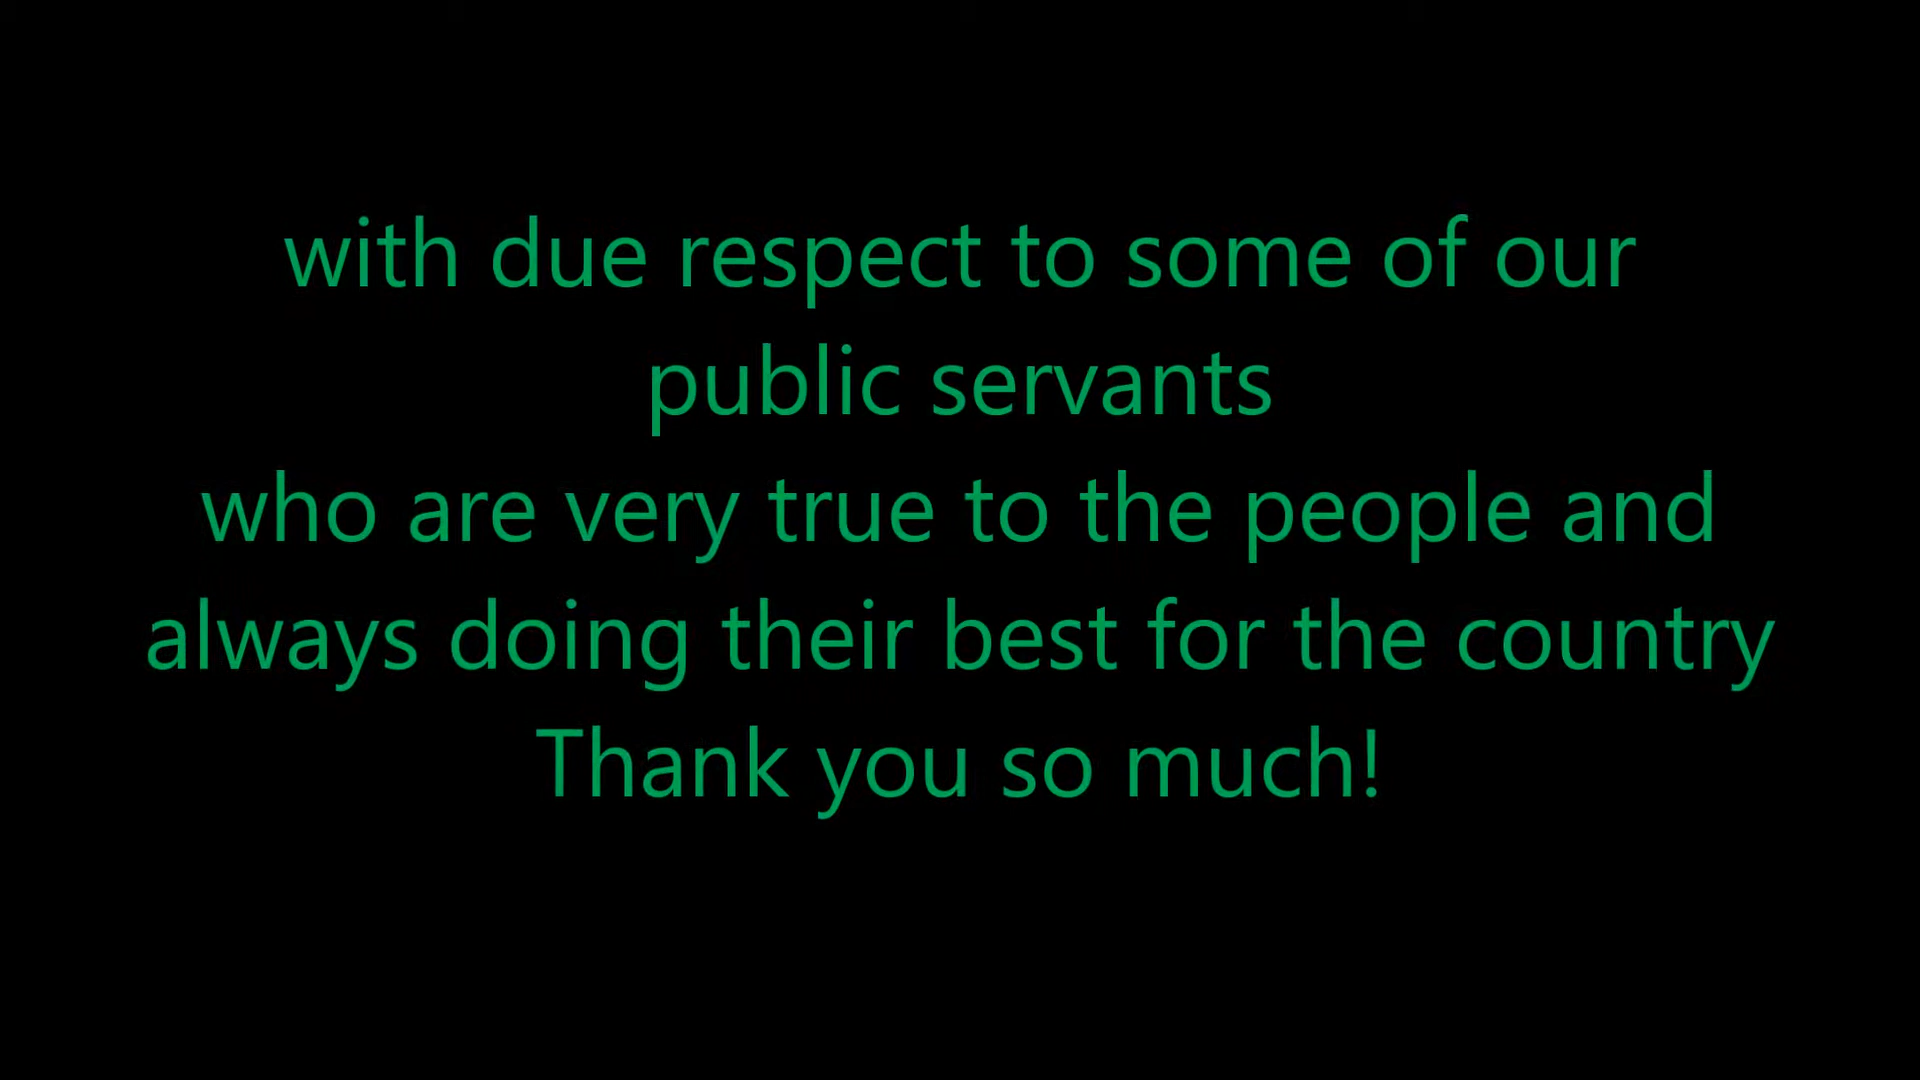 with due respect to some of our
public servants
who are very true to the people and
always doing their best for the country
Thank you so much!